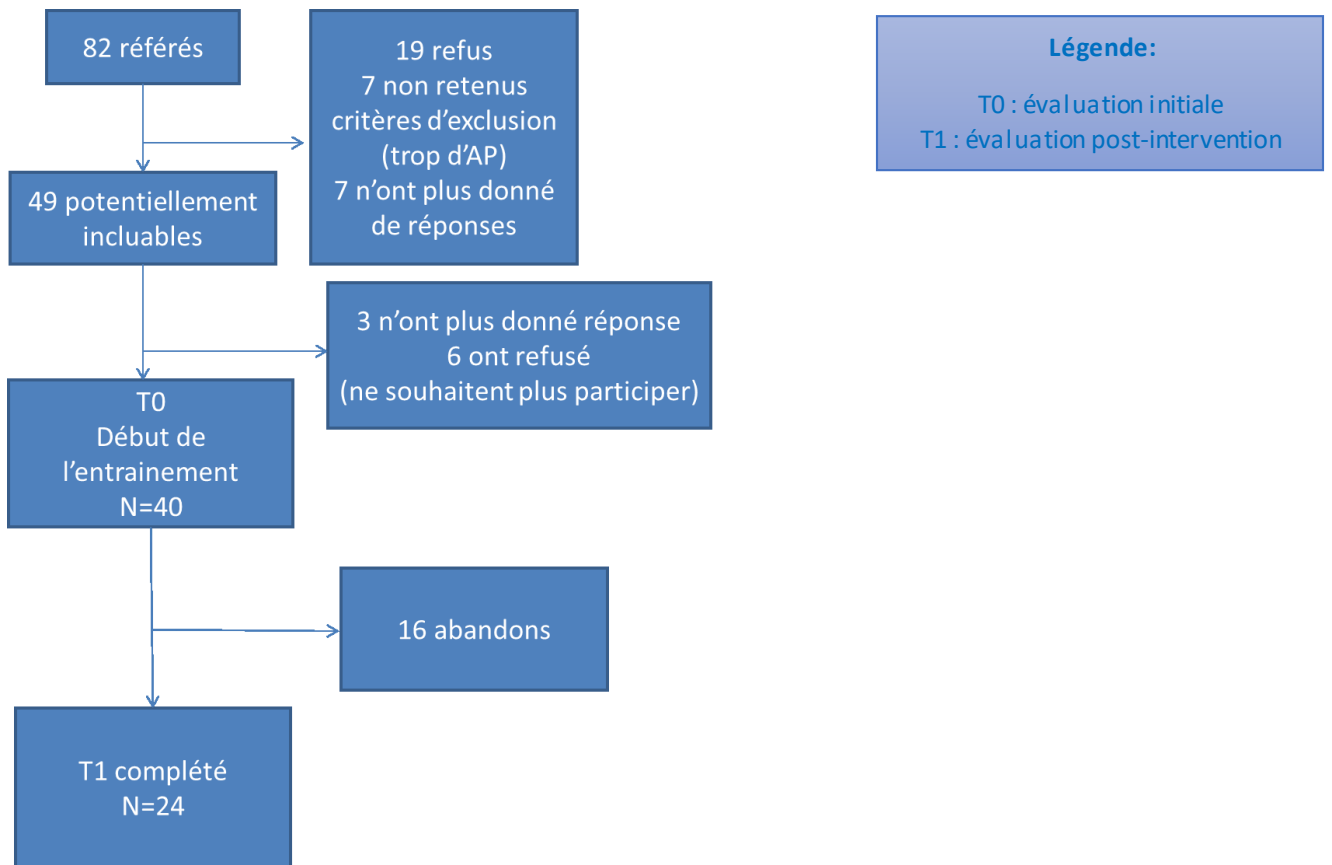 82 référés
19 refus
7 non retenus
critères d'exclusion
(trop d'AP)
7 n'ont plus donné
de réponses
49 potentiellement
incluables
3 n'ont plus donné réponse
6 ont refusé
(ne souhaitent plus participer)
T0
Début de
l'entrainement
N=40
16 abandons
T1 complété
N=24
Légende:
T0 : évaluation initiale
T1 : évaluation post-intervention